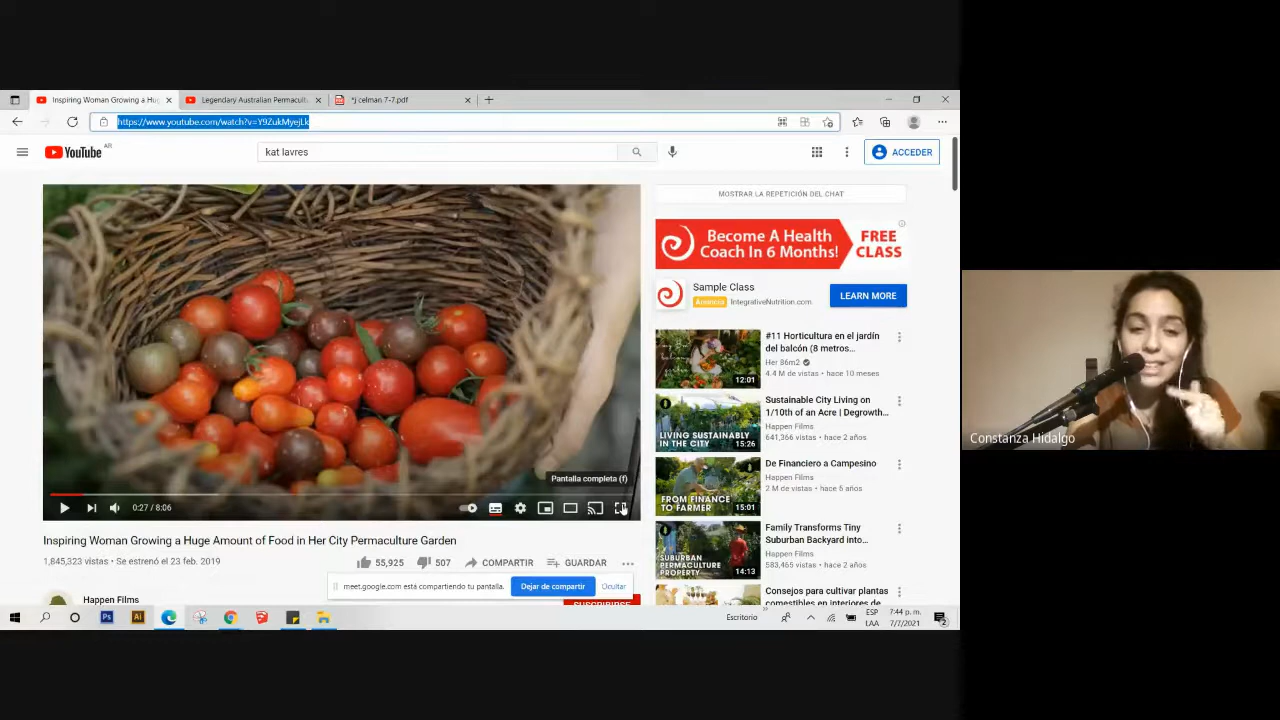 Inspiring Woman Growing a Hug
Legendary Australian Permacult
*j celman 7-7.pdf
https://www.youtube.com/watch?v=Y9ZukMyejLk
YouTube AR
kat lavres
ACCEDER
MOSTRAR LA REPETICIÓN DEL CHAT
Become A Health
Coach In 6 Months!
FREE
CLASS
Sample Class
Anuncio IntegrativeNutrition.com
LEARN MORE
#11 Horticultura en el jardín
del balcón (8 metros...
Her 86m2
4.4 M de vistas • hace 10 meses
12:01
Sustainable City Living on
1/10th of an Acre | Degrowth...
Happen Films
641,366 vistas • hace 2 años
LIVING SUSTAINABLY
IN THE CITY
15:26
De Financiero a Campesino
Happen Films
2 M de vistas • hace 5 años
FROM FINANCE
TO FARMER
15:01
Family Transforms Tiny
Suburban Backyard into...
Happen Films
583,465 vistas • hace 2 años
SUBURBAN
PERMACULTURE
PROPERTY
14:13
Consejos para cultivar plantas
comestibles en interiores de
Pantalla completa (f)
0:27 / 8:06
Inspiring Woman Growing a Huge Amount of Food in Her City Permaculture Garden
1,845,323 vistas • Se estrenó el 23 feb. 2019
55,925
507
COMPARTIR
GUARDAR
meet.google.com está compartiendo tu pantalla.
Dejar de compartir
Ocultar
Happen Films
SUSCRIBIRSE
Ps
Ai
Escritorio
ESP
LAA
7:44 p. m.
7/7/2021
2
Constanza Hidalgo